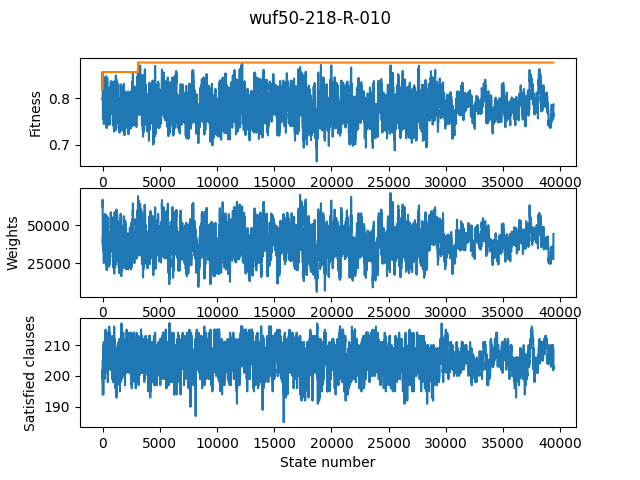 wuf50-218-R-010
0.8
0.7
Fitness
0 5000 10000 15000 20000 25000 30000 35000 40000
50000
25000
Weights
0 5000 10000 15000 20000 25000 30000 35000 40000
210
200
190
Satisfied clauses
0 5000 10000 15000 20000 25000 30000 35000 40000
State number